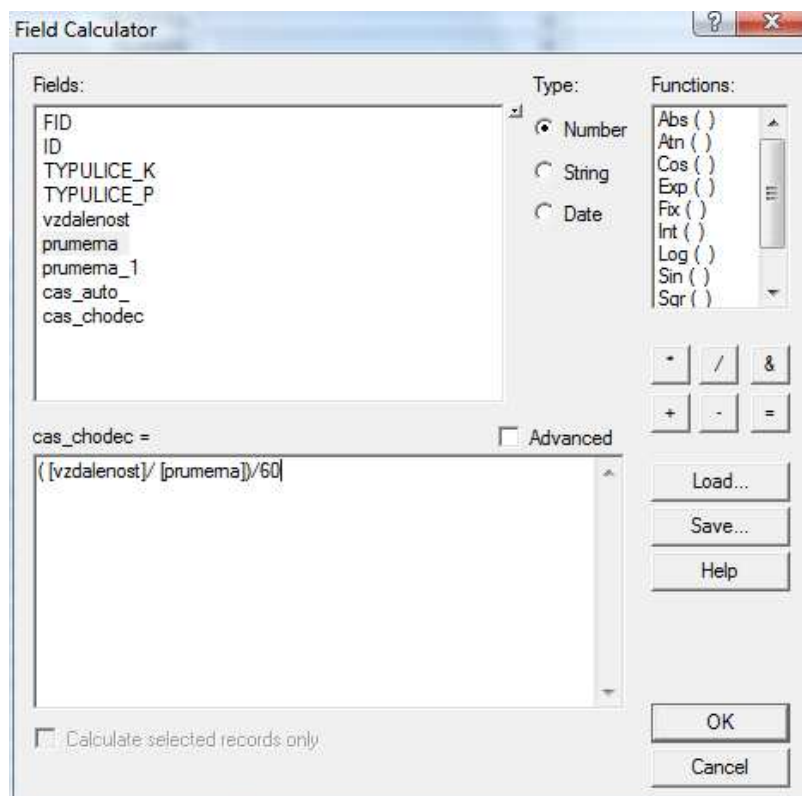 Field Calculator
Fields:
FID
ID
TYPULICE_K
TYPULICE_P
vzdalenost
prumerna
prumerna_1
cas_auto_
cas_chodec
Type:
Number
String
Date
Functions:
Abs ( )
Atn ( )
Cos ( )
Exp ( )
Fix ( )
Int ( )
Log ( )
Sin ( )
Sqr ( )
* / &
+ - =
cas_chodec =
Advanced
( [vzdalenost]/ [prumerna])/60
Load...
Save...
Help
Calculate selected records only
OK
Cancel